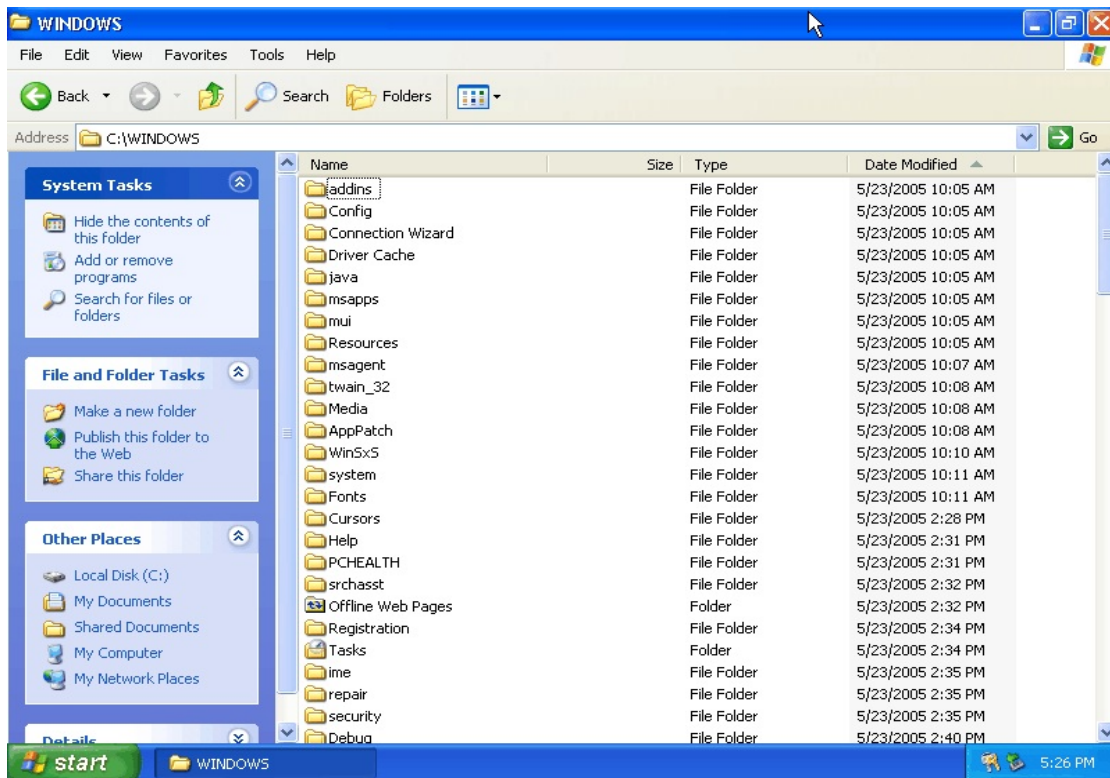 WINDOWS
File Edit View Favorites Tools Help
Back Search Folders
Address C:\WINDOWS Go
System Tasks
Hide the contents of
this folder
Add or remove
programs
Search for files or
folders
File and Folder Tasks
Make a new folder
Publish this folder to
the Web
Share this folder
Other Places
Local Disk (C:)
My Documents
Shared Documents
My Computer
My Network Places
Details
Name Size Type Date Modified
addins File Folder 5/23/2005 10:05 AM
Config File Folder 5/23/2005 10:05 AM
Connection Wizard File Folder 5/23/2005 10:05 AM
Driver Cache File Folder 5/23/2005 10:05 AM
java File Folder 5/23/2005 10:05 AM
msapps File Folder 5/23/2005 10:05 AM
mui File Folder 5/23/2005 10:05 AM
Resources File Folder 5/23/2005 10:05 AM
msagent File Folder 5/23/2005 10:07 AM
twain_32 File Folder 5/23/2005 10:08 AM
Media File Folder 5/23/2005 10:08 AM
AppPatch File Folder 5/23/2005 10:08 AM
WinSxS File Folder 5/23/2005 10:10 AM
system File Folder 5/23/2005 10:11 AM
Fonts File Folder 5/23/2005 10:11 AM
Cursors File Folder 5/23/2005 2:28 PM
Help File Folder 5/23/2005 2:31 PM
PCHEALTH File Folder 5/23/2005 2:31 PM
srchasst File Folder 5/23/2005 2:32 PM
Offline Web Pages Folder 5/23/2005 2:32 PM
Registration File Folder 5/23/2005 2:34 PM
Tasks Folder 5/23/2005 2:34 PM
ime File Folder 5/23/2005 2:35 PM
repair File Folder 5/23/2005 2:35 PM
security File Folder 5/23/2005 2:35 PM
Debug File Folder 5/23/2005 2:40 PM
start WINDOWS 5:26 PM